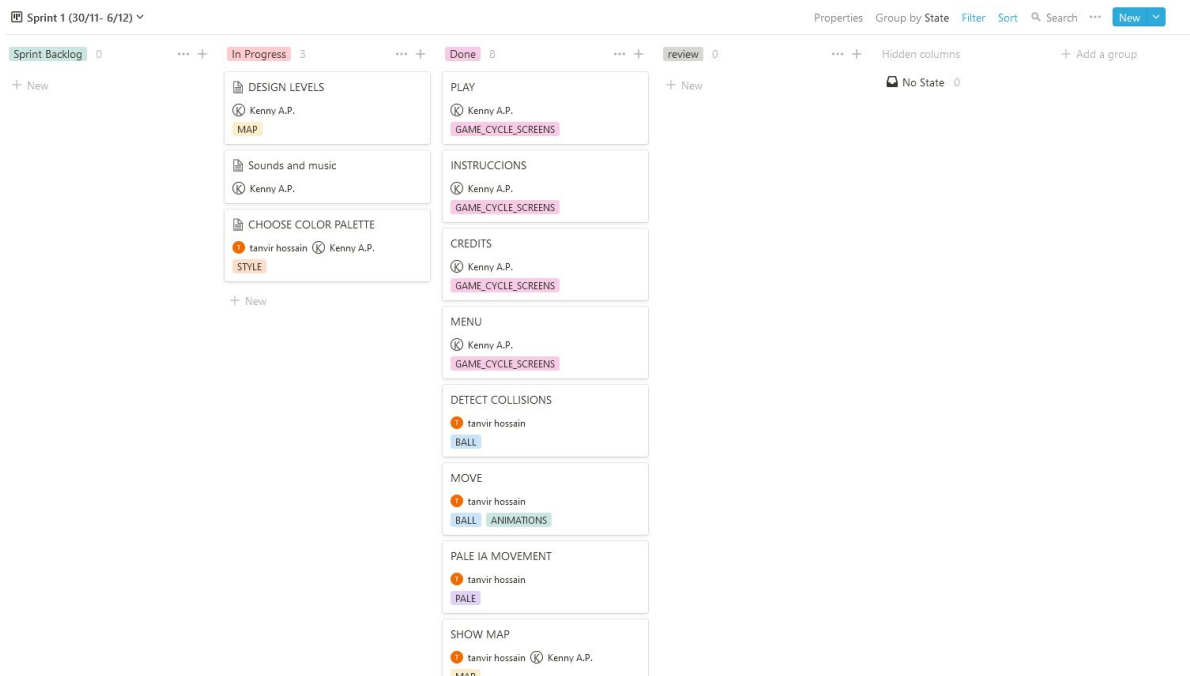 Sprint 1 (30/11- 6/12)
Properties Group by State Filter Sort Search ... New
Sprint Backlog 0
New
In Progress 3
DESIGN LEVELS
K Kenny A.P.
MAP
Sounds and music
K Kenny A.P.
CHOOSE COLOR PALETTE
T tanvir hossain K Kenny A.P.
STYLE
New
Done 8
PLAY
K Kenny A.P.
GAME_CYCLE_SCREENS
INSTRUCCIONS
K Kenny A.P.
GAME_CYCLE_SCREENS
CREDITS
K Kenny A.P.
GAME_CYCLE_SCREENS
MENU
K Kenny A.P.
GAME_CYCLE_SCREENS
DETECT COLLISIONS
T tanvir hossain
BALL
MOVE
T tanvir hossain
BALL ANIMATIONS
PALE IA MOVEMENT
T tanvir hossain
PALE
SHOW MAP
T tanvir hossain K Kenny A.P.
MAP
review 0
New
Hidden columns
No State 0
Add a group